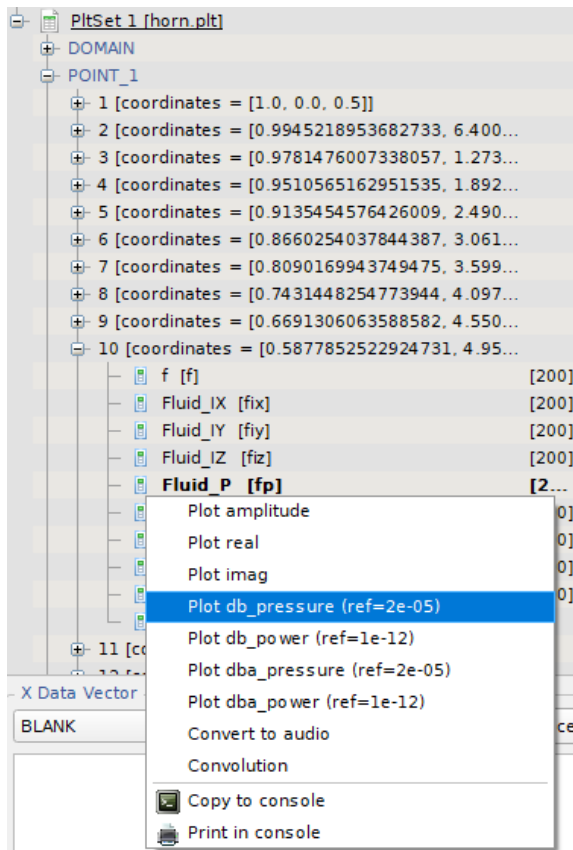 PltSet 1 [horn.plt]
DOMAIN
POINT_1
1 [coordinates = [1.0, 0.0, 0.5]]
2 [coordinates = [0.9945218953682733, 6.400...
3 [coordinates = [0.9781476007338057, 1.273...
4 [coordinates = [0.9510565162951535, 1.892...
5 [coordinates = [0.9135454576426009, 2.490...
6 [coordinates = [0.8660254037844387, 3.061...
7 [coordinates = [0.8090169943749475, 3.599...
8 [coordinates = [0.7431448254773944, 4.097...
9 [coordinates = [0.6691306063588582, 4.550...
10 [coordinates = [0.5877852522924731, 4.95...
f [f] [200]
Fluid_IX [fix] [200]
Fluid_IY [fiy] [200]
Fluid_IZ [fiz] [200]
Fluid_P [fp] [2...
Plot amplitude
Plot real
Plot imag
Plot db_pressure (ref=2e-05)
Plot db_power (ref=1e-12)
11 [co
Plot dba_pressure (ref=2e-05)
X Data Vector
Plot dba_power (ref=1e-12)
BLANK
Convert to audio
Convolution
Copy to console
Print in console